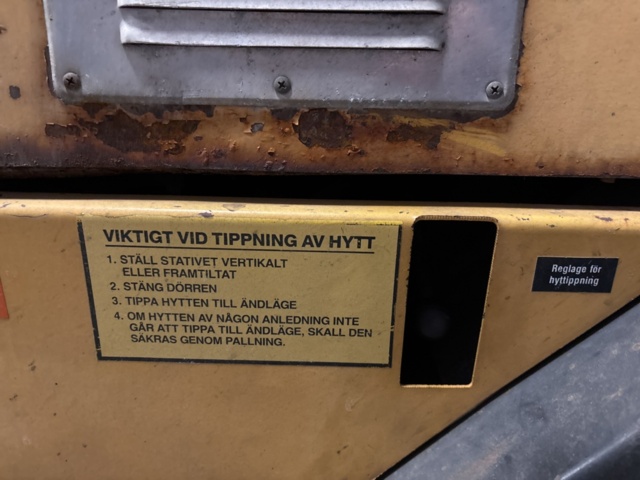 VIKTIGT VID TIPPNING AV HYTT
1. STÄLL STATIVET VERTIKALT
ELLER FRAMTILTAT
2. STÄNG DÖRREN
3. TIPPA HYTTEN TILL ÄNDLÄGE
4. OM HYTTEN AV NÅGON ANLEDNING INTE
GÅR ATT TIPPA TILL ÄNDLÄGE, SKALL DEN
SÄKRAS GENOM PALLNING.
Reglage för
hyttippning